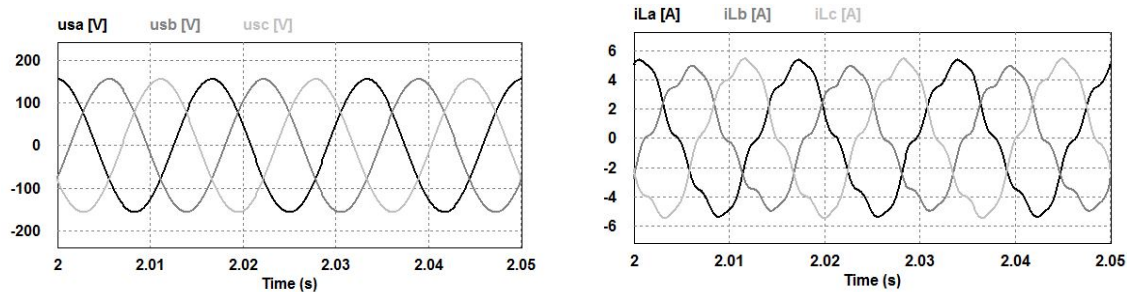 usa [V] usb [V] usc [V]
200
100
0
-100
-200
2 2.01 2.02 2.03 2.04 2.05
Time (s)
iLa [A] iLb [A] iLc [A]
6
4
2
0
-2
-4
-6
2 2.01 2.02 2.03 2.04 2.05
Time (s)